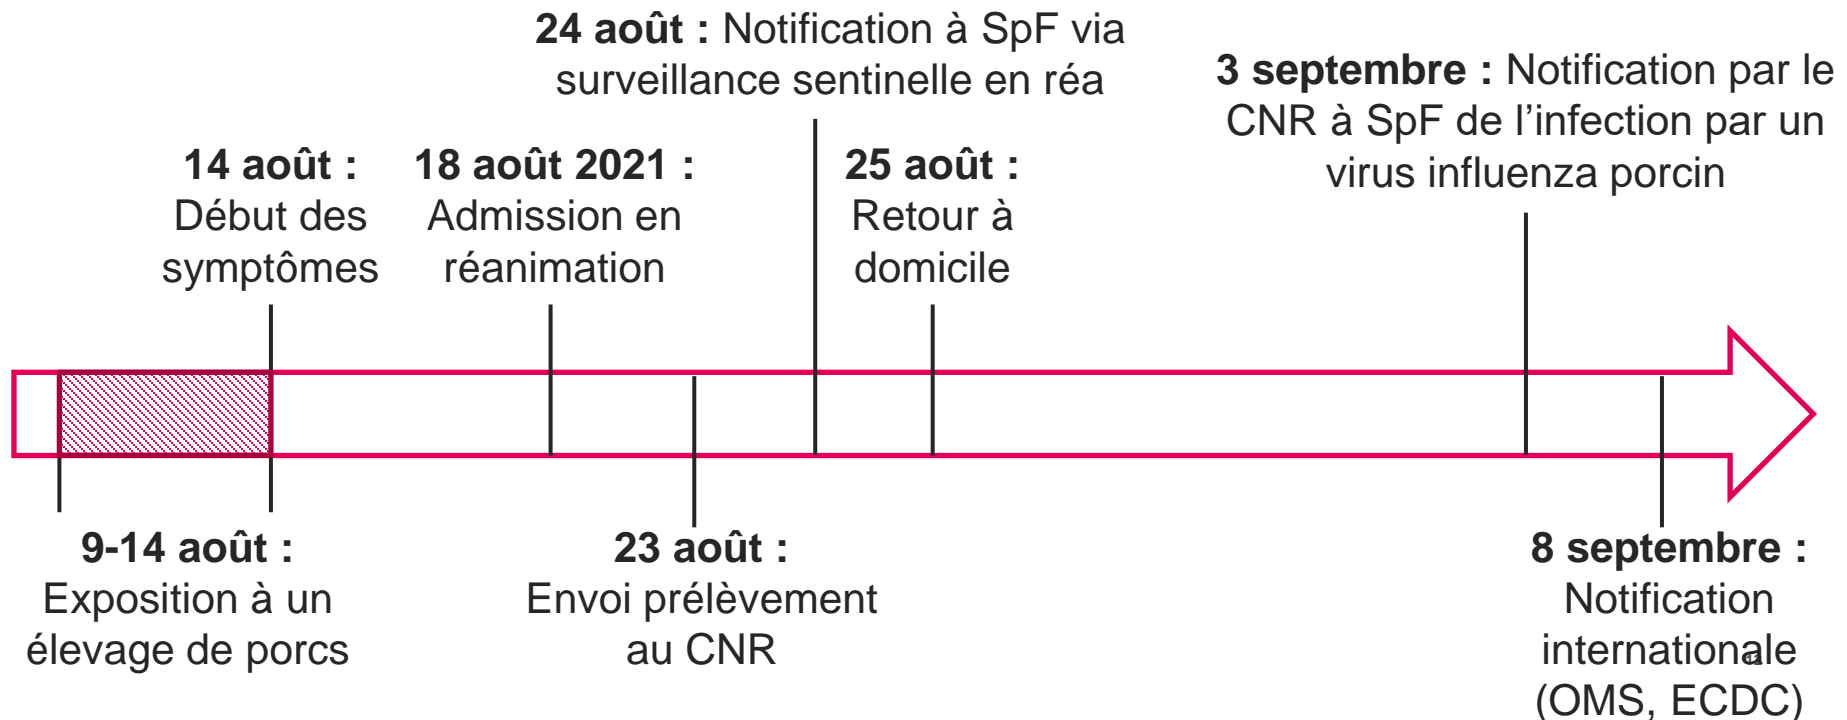 24 août : Notification à SpF via
surveillance sentinelle en réa
3 septembre : Notification par le
CNR à SpF de l’infection par un
virus influenza porcin
14 août :
Début des
symptômes
18 août 2021 :
Admission en
réanimation
25 août :
Retour à
domicile
9-14 août :
Exposition à un
élevage de porcs
23 août :
Envoi prélèvement
au CNR
8 septembre :
Notification
internationale
(OMS, ECDC)